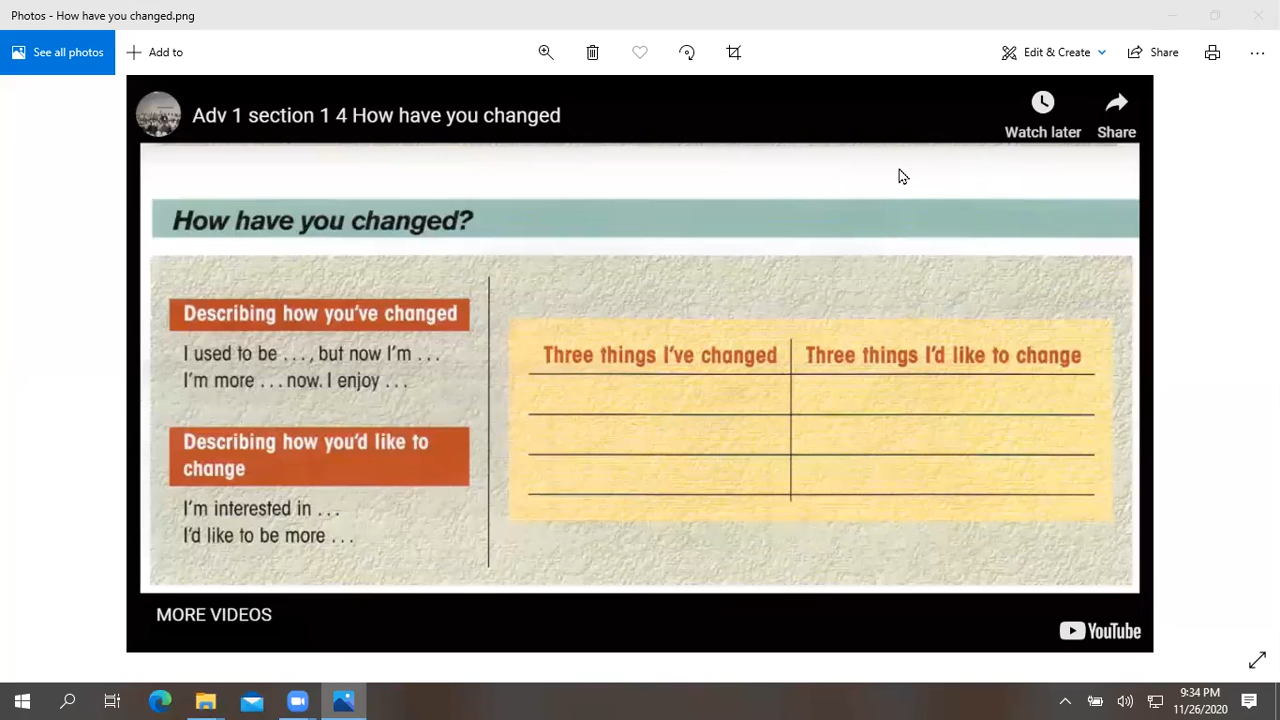 Photos - How have you changed.png
See all photos
Add to
Edit & Create
Share
Adv 1 section 1 4 How have you changed
Watch later
Share
How have you changed?
Describing how you've changed
I used to be . . . , but now I'm . . .
I'm more . . . now. I enjoy . . .
Describing how you'd like to
change
I'm interested in . . .
I'd like to be more . . .
Three things I've changed
Three things I'd like to change
MORE VIDEOS
YouTube
9:34 PM
11/26/2020